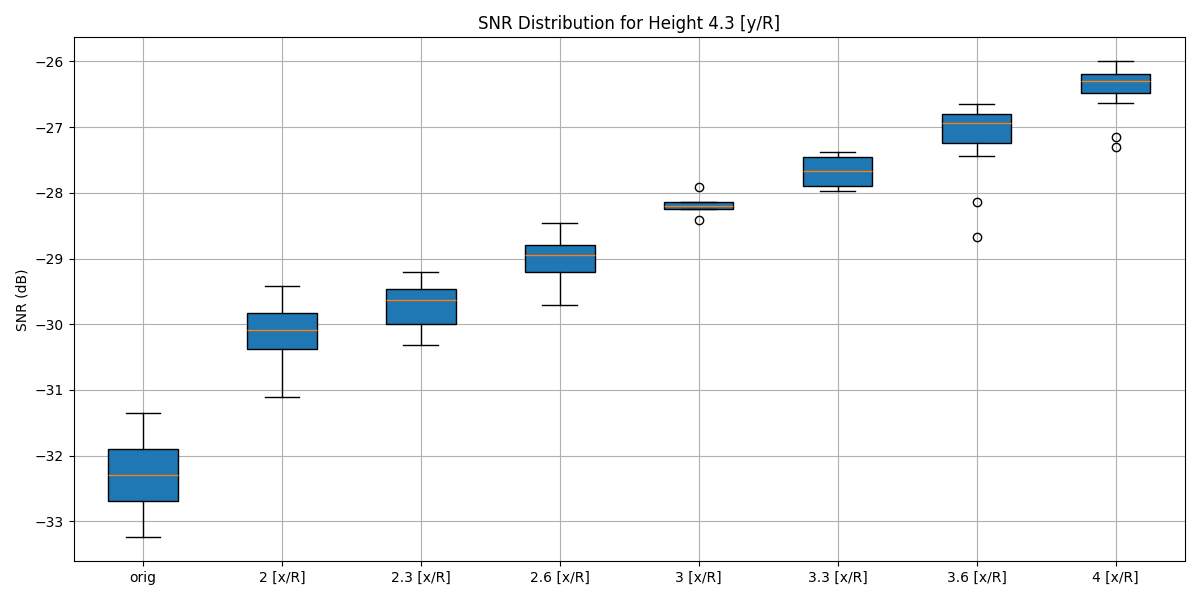 SNR Distribution for Height 4.3 [y/R]
SNR (dB)
−26
−27
−28
−29
−30
−31
−32
−33
orig
2 [x/R]
2.3 [x/R]
2.6 [x/R]
3 [x/R]
3.3 [x/R]
3.6 [x/R]
4 [x/R]